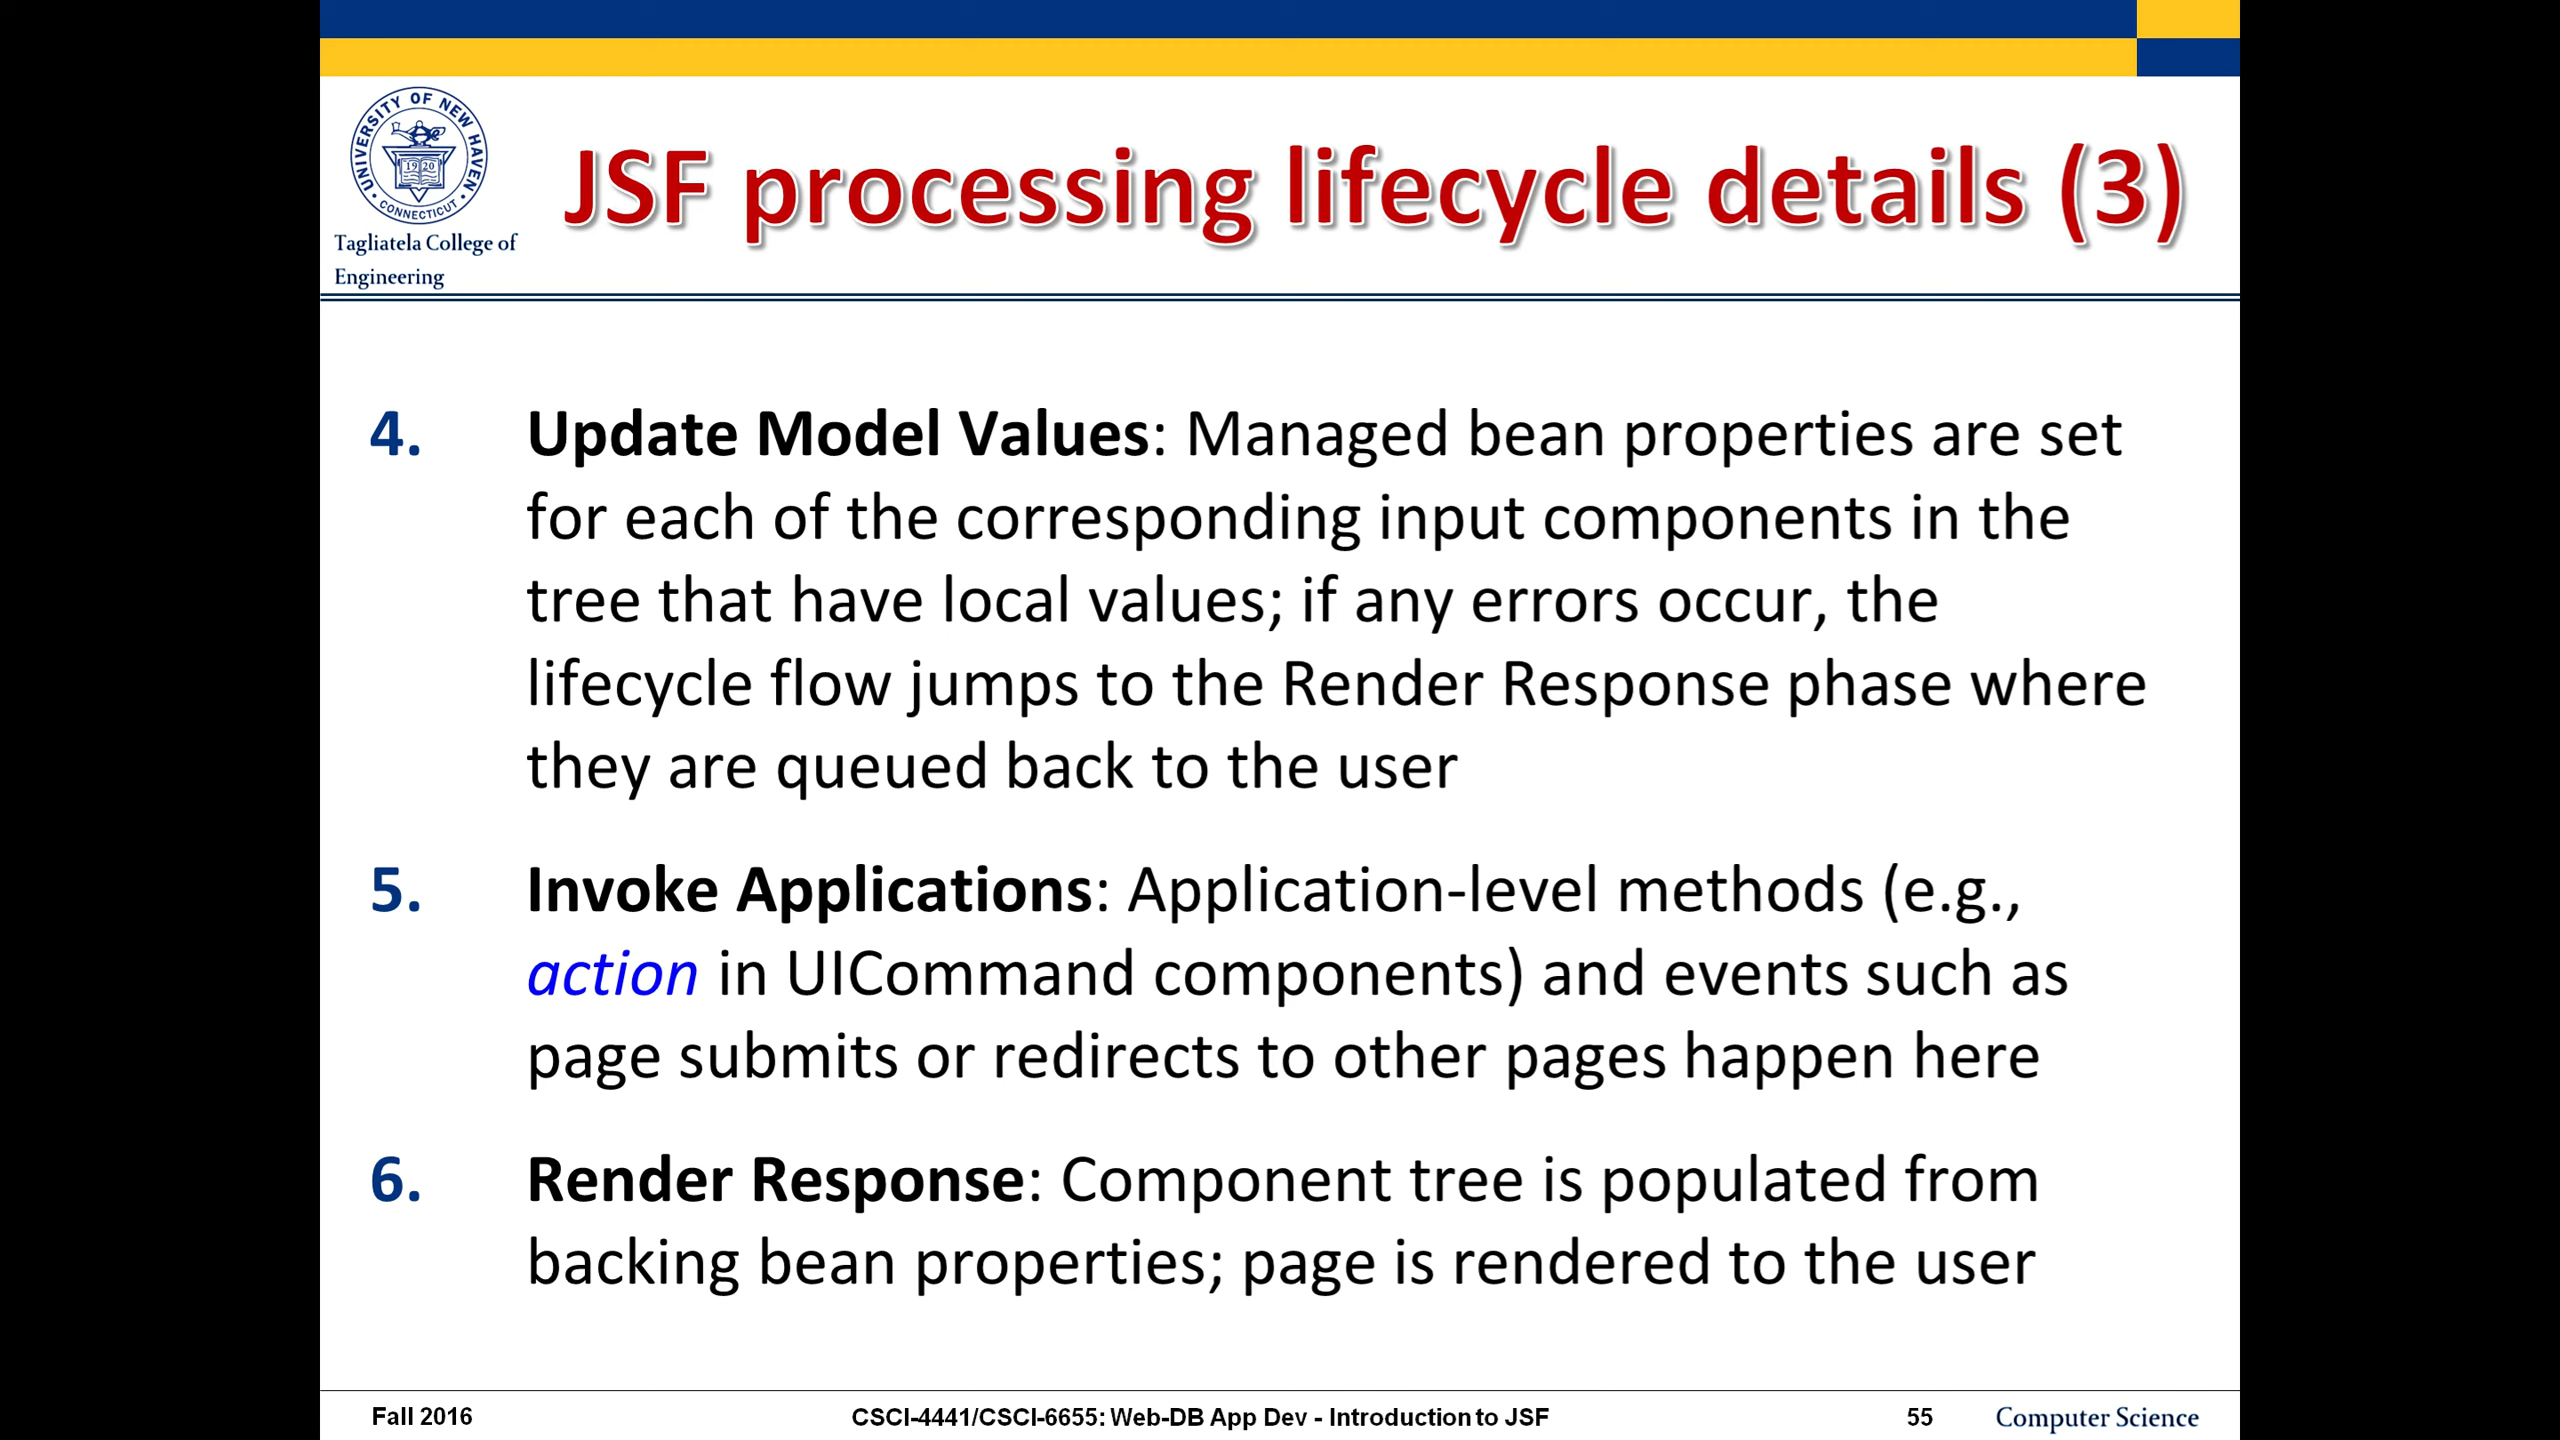 UNIVERSITY OF NEW HAVEN
1920
CONNECTICUT
Tagliatela College of
Engineering
JSF processing lifecycle details (3)
4. Update Model Values: Managed bean properties are set
for each of the corresponding input components in the
tree that have local values; if any errors occur, the
lifecycle flow jumps to the Render Response phase where
they are queued back to the user
5. Invoke Applications: Application-level methods (e.g.,
action in UICommand components) and events such as
page submits or redirects to other pages happen here
6. Render Response: Component tree is populated from
backing bean properties; page is rendered to the user
Fall 2016 CSCI-4441/CSCI-6655: Web-DB App Dev - Introduction to JSF 55 Computer Science